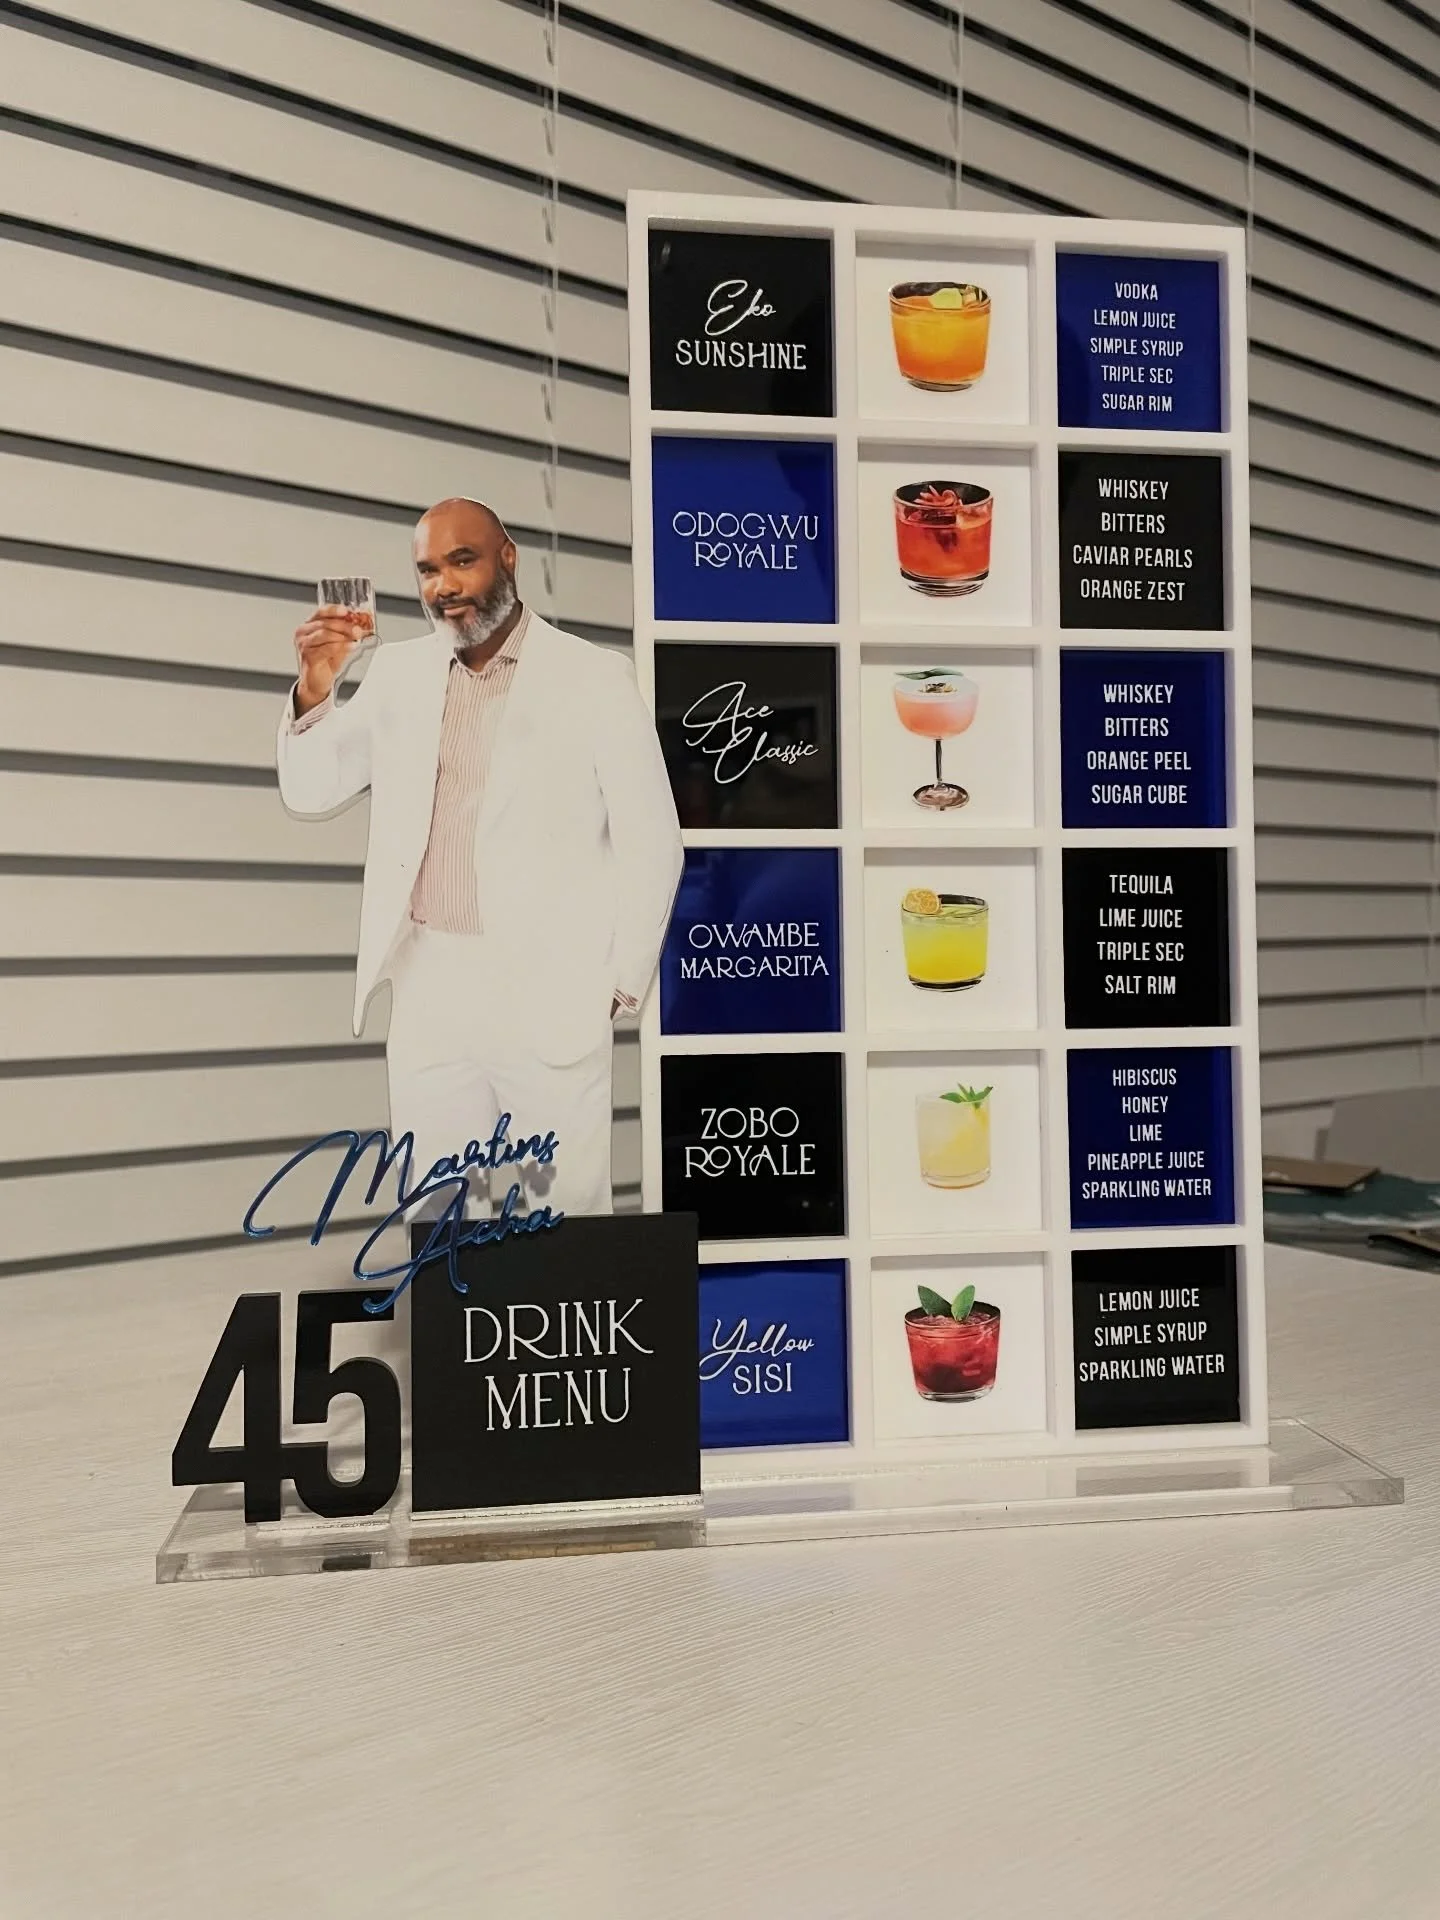 Eko
SUNSHINE
VODKA
LEMON JUICE
SIMPLE SYRUP
TRIPLE SEC
SUGAR RIM
ODOGWU
ROYALE
WHISKEY
BITTERS
CAVIAR PEARLS
ORANGE ZEST
Ace
Classic
WHISKEY
BITTERS
ORANGE PEEL
SUGAR CUBE
OWAMBE
MARGARITA
TEQUILA
LIME JUICE
TRIPLE SEC
SALT RIM
ZOBO
ROYALE
HIBISCUS
HONEY
LIME
PINEAPPLE JUICE
SPARKLING WATER
Yellow
SISI
LEMON JUICE
SIMPLE SYRUP
SPARKLING WATER
Martins
Acha
45
DRINK
MENU